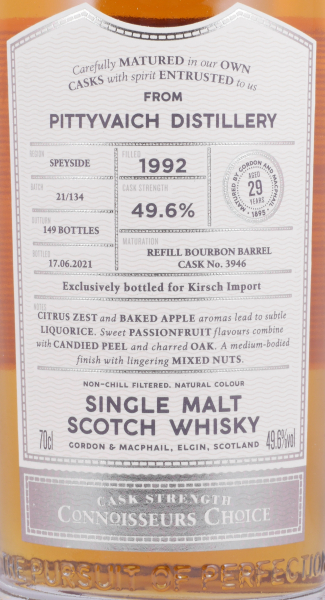 Carefully MATURED in our OWN
CASKS with spirit ENTRUSTED to us
FROM
PITTYVAICH DISTILLERY
REGION
SPEYSIDE
FILLED
1992
BATCH
21/134
CASK STRENGTH
49.6%
MATURED BY GORDON AND MACPHAIL
AGED
29
YEARS
1895
BOTTLED
149 BOTTLES
MATURATION
REFILL BOURBON BARREL
CASK No. 3946
BOTTLED
17.06.2021
Exclusively bottled for Kirsch Import
NOTES
CITRUS ZEST and BAKED APPLE aromas lead to subtle
LIQUORICE. Sweet PASSIONFRUIT flavours combine
with CANDIED PEEL and charred OAK. A medium-bodied
finish with lingering MIXED NUTS.
NON-CHILL FILTERED. NATURAL COLOUR
SINGLE MALT
SCOTCH WHISKY
70cl
49.6%vol
GORDON & MACPHAIL, ELGIN, SCOTLAND
CASK STRENGTH
CONNOISSEURS CHOICE
PURSUIT OF PERFECTION